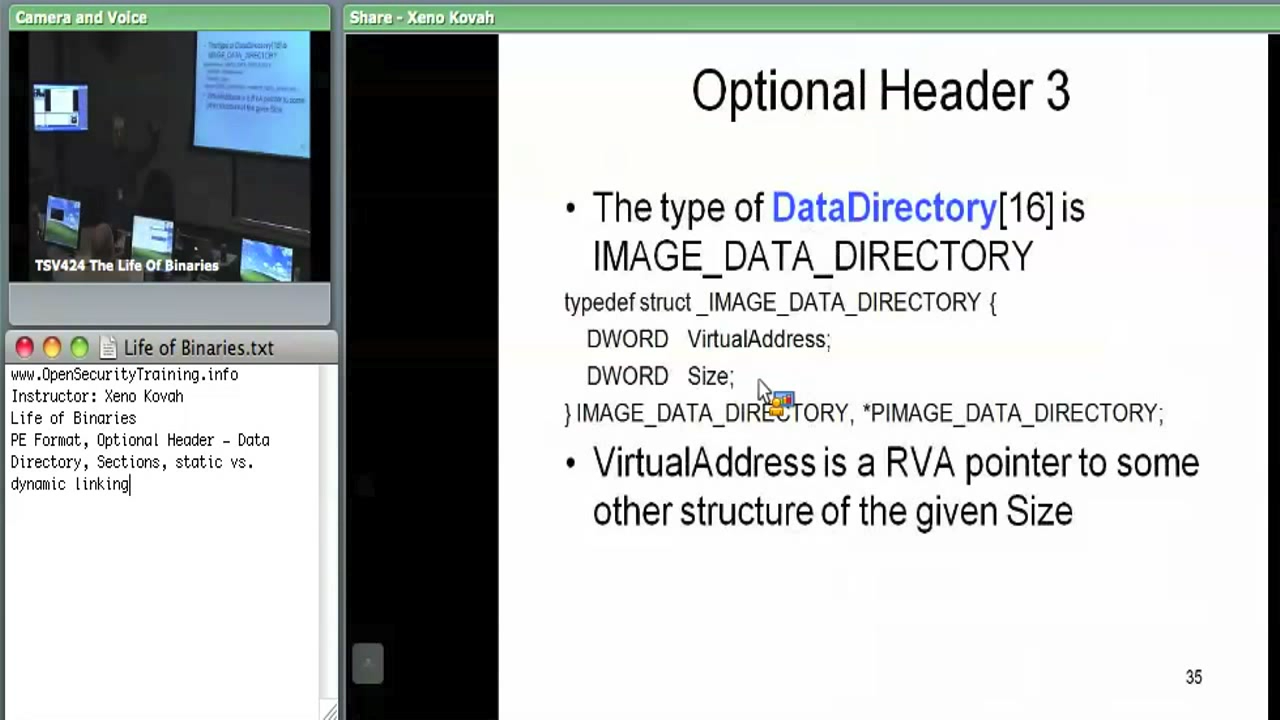 Camera and Voice
TSV424 The Life Of Binaries
Life of Binaries.txt
www.OpenSecurityTraining.info
Instructor: Xeno Kovah
Life of Binaries
PE Format, Optional Header – Data
Directory, Sections, static vs.
dynamic linking
Share - Xeno Kovah
Optional Header 3
• The type of DataDirectory[16] is
IMAGE_DATA_DIRECTORY
typedef struct _IMAGE_DATA_DIRECTORY {
DWORD VirtualAddress;
DWORD Size;
} IMAGE_DATA_DIRECTORY, *PIMAGE_DATA_DIRECTORY;
• VirtualAddress is a RVA pointer to some
other structure of the given Size
35